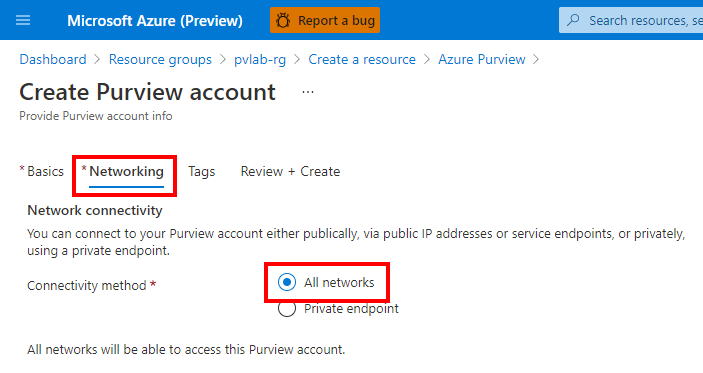 Microsoft Azure (Preview) Report a bug Search resources, se
Dashboard > Resource groups > pvlab-rg > Create a resource > Azure Purview >
Create Purview account ...
Provide Purview account info
* Basics * Networking Tags Review + Create
Network connectivity
You can connect to your Purview account either publically, via public IP addresses or service endpoints, or privately,
using a private endpoint.
Connectivity method * All networks
Private endpoint
All networks will be able to access this Purview account.